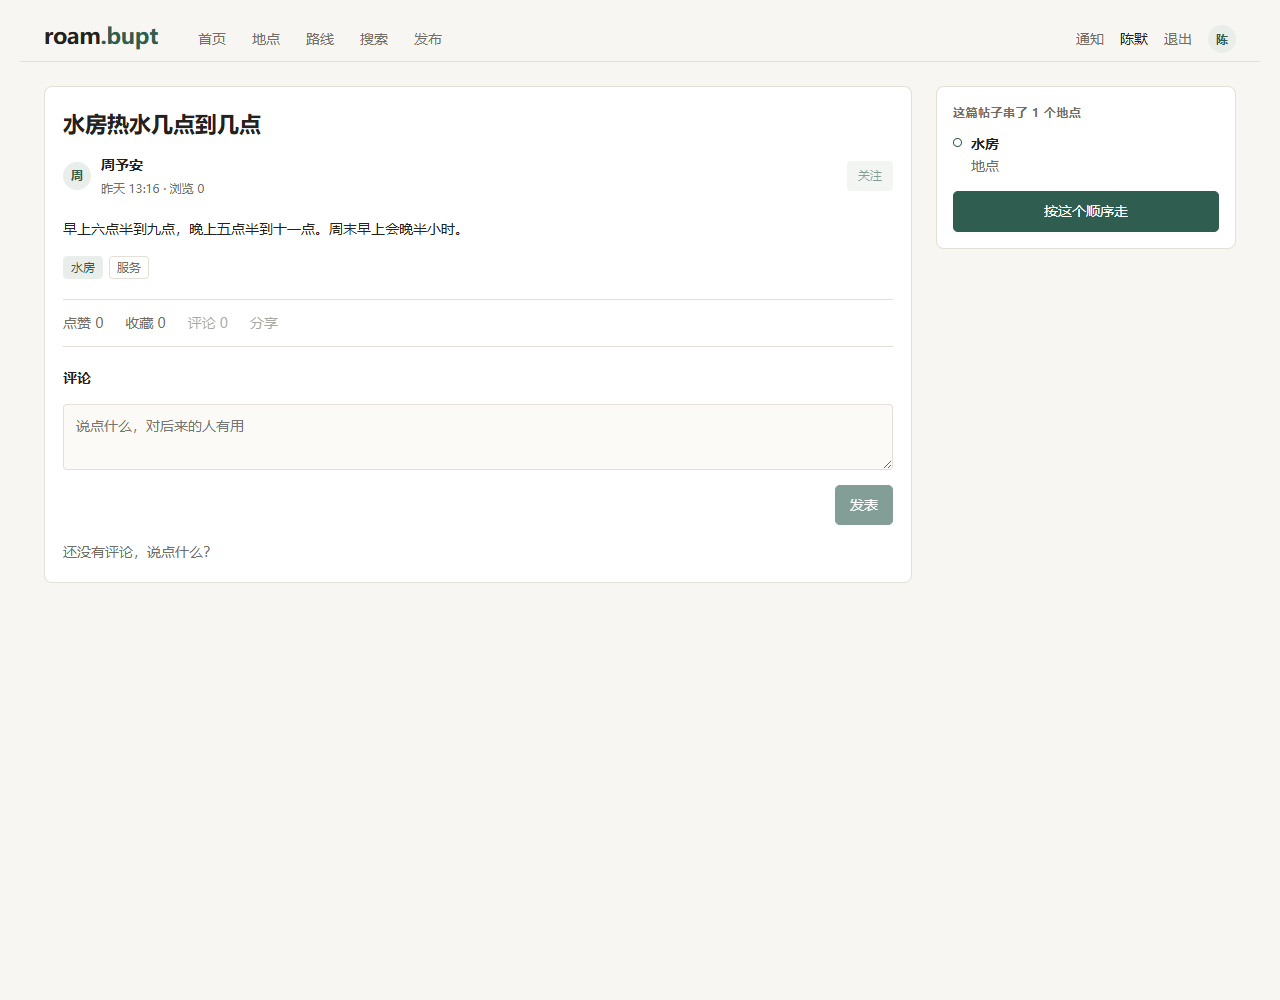 roam.bupt 首页 地点 路线 搜索 发布 通知 陈默 退出 陈
水房热水几点到几点
周 周予安
昨天 13:16 · 浏览 0
关注
早上六点半到九点，晚上五点半到十一点。周末早上会晚半小时。
水房 服务
点赞 0 收藏 0 评论 0 分享
评论
说点什么，对后来的人有用
发表
还没有评论，说点什么？
这篇帖子串了 1 个地点
水房
地点
按这个顺序走